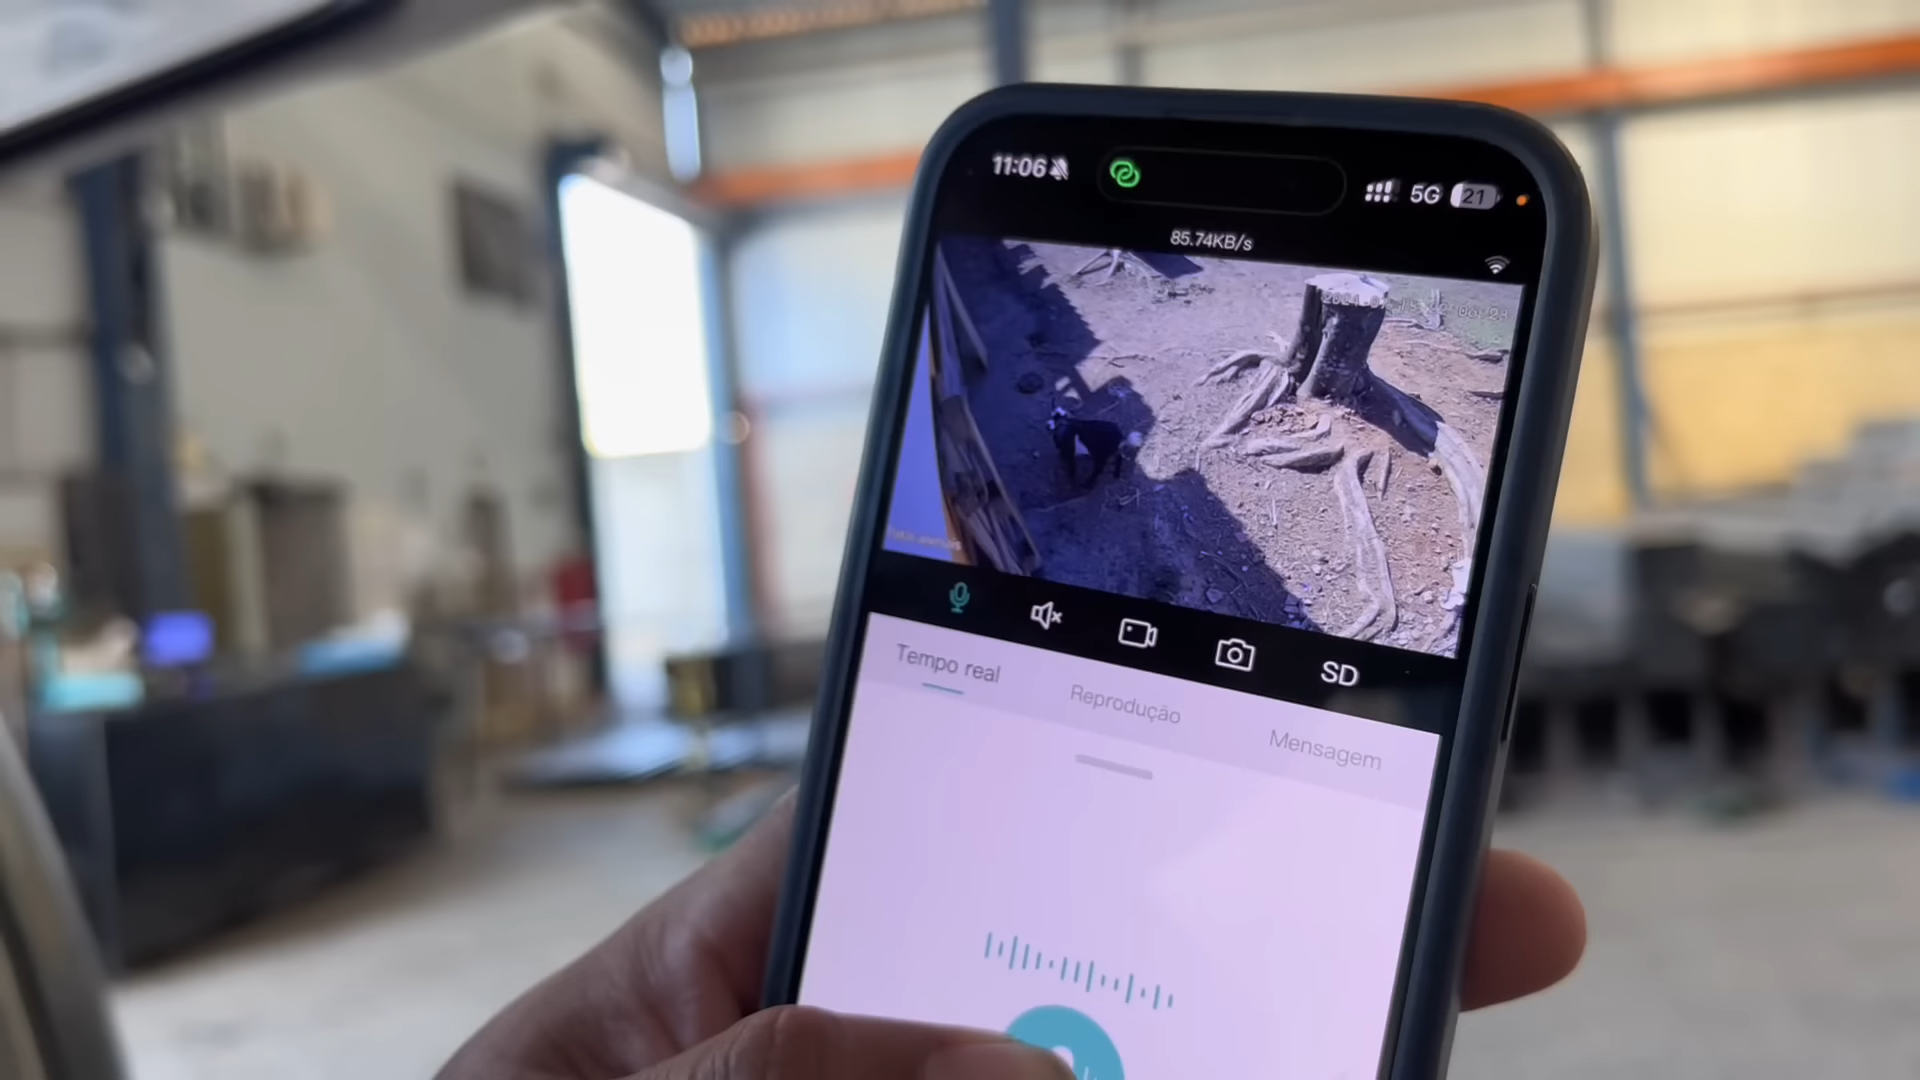 11:06
5G 21
85.74KB/s
SD
Tempo real
Reprodução
Mensagem